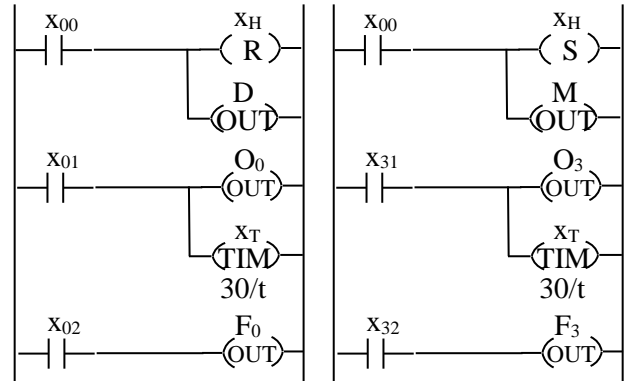 x00 xH
R
D
OUT
x01 O0
OUT
xT
TIM
30/t
x02 F0
OUT
x00 xH
S
M
OUT
x31 O3
OUT
xT
TIM
30/t
x32 F3
OUT